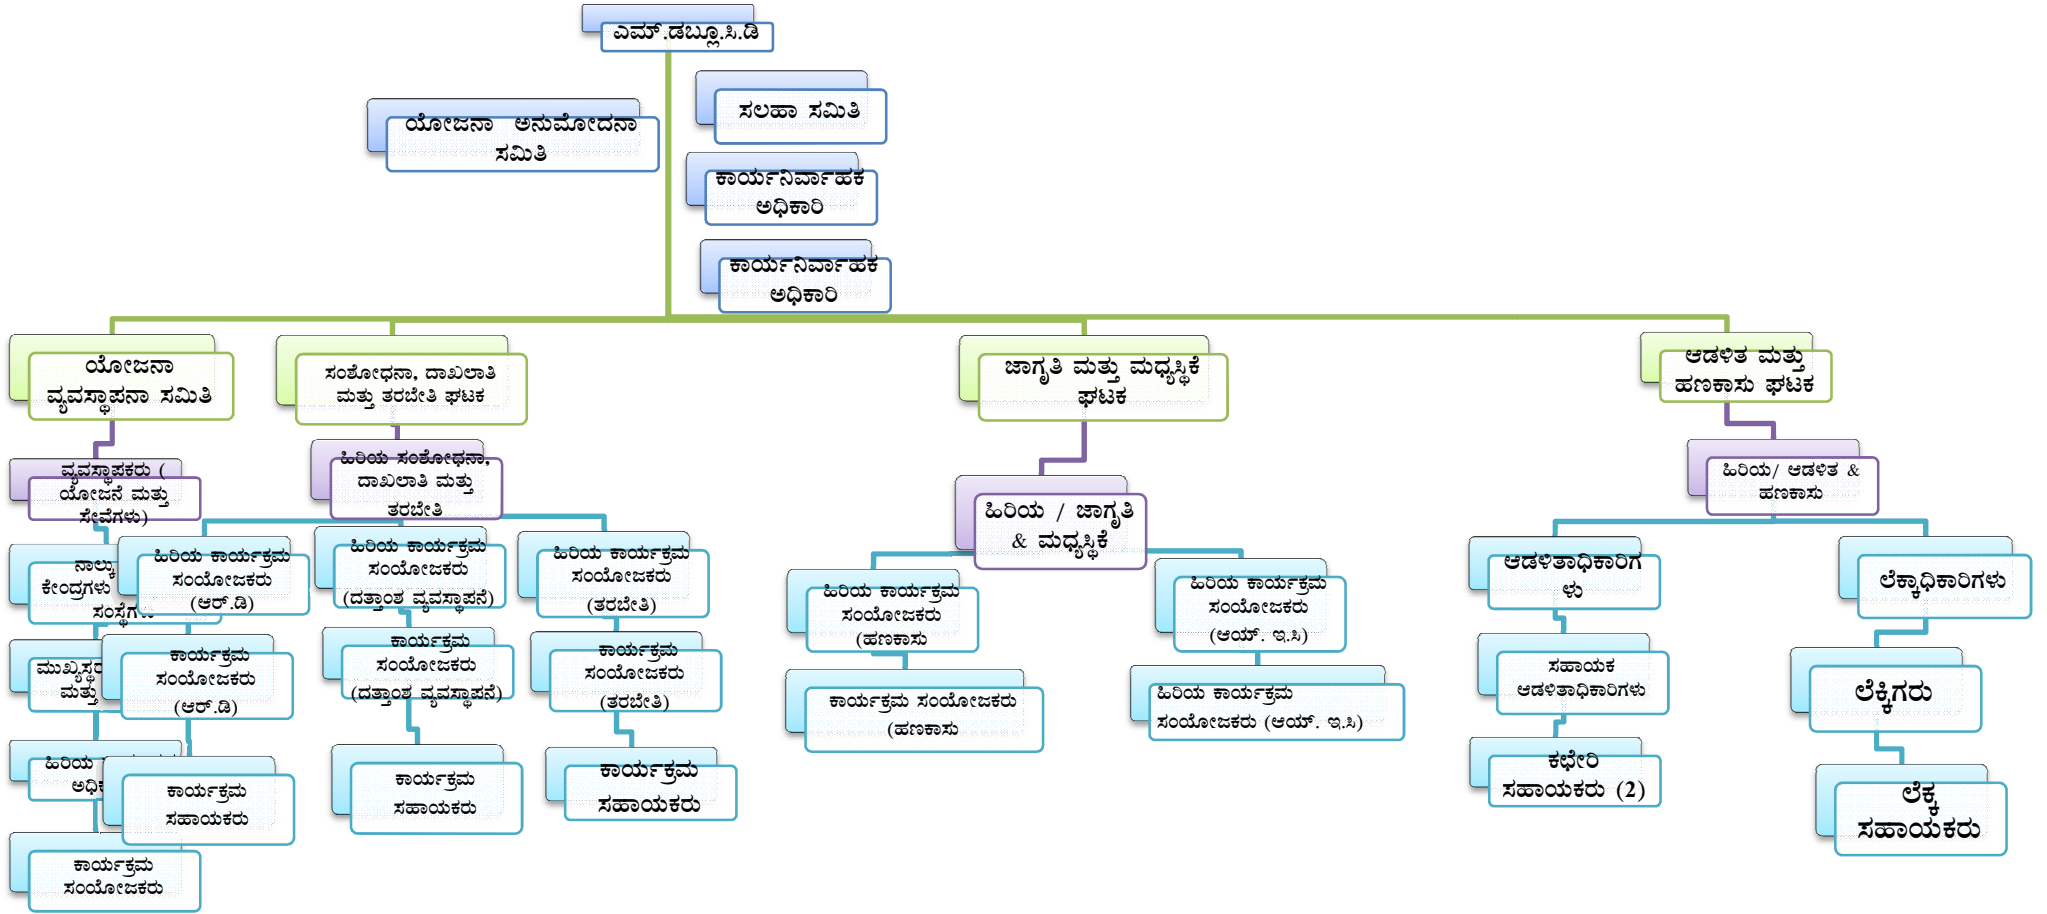 ಎಮ್.ಡಬ್ಲೂ.ಸಿ.ಡಿ
ಸಲಹಾ ಸಮಿತಿ
ಯೋಜನಾ ಅನುಮೋದನಾ
ಸಮಿತಿ
ಕಾರ್ಯನಿರ್ವಾಹಕ
ಅಧಿಕಾರಿ
ಕಾರ್ಯನಿರ್ವಾಹಕ
ಅಧಿಕಾರಿ
ಯೋಜನಾ
ವ್ಯವಸ್ಥಾಪನಾ ಸಮಿತಿ
ವ್ಯವಸ್ಥಾಪಕರು (
ಯೋಜನೆ ಮತ್ತು
ಸೇವೆಗಳು)
ನಾಲ್ಕು
ಕೇಂದ್ರಗಳು
ಸಂಸ್ಥೆಗಳು
ಮತ್ತು
ಹಿರಿಯ
ಕಾರ್ಯಕ್ರಮ
ಸಂಯೋಜಕರು
ಸಂಶೋಧನಾ, ದಾಖಲಾತಿ
ಮತ್ತು ತರಬೇತಿ ಘಟಕ
ಹಿರಿಯ ಸಂಶೋಧನಾ,
ದಾಖಲಾತಿ ಮತ್ತು
ತರಬೇತಿ
ಹಿರಿಯ ಕಾರ್ಯಕ್ರಮ
ಸಂಯೋಜಕರು
(ಆರ್.ಡಿ)
ಕಾರ್ಯಕ್ರಮ
ಸಂಯೋಜಕರು
(ಆರ್.ಡಿ)
ಕಾರ್ಯಕ್ರಮ
ಸಹಾಯಕರು
ಹಿರಿಯ ಕಾರ್ಯಕ್ರಮ
ಸಂಯೋಜಕರು
(ದತ್ತಾಂಶ ವ್ಯವಸ್ಥಾಪನೆ)
ಕಾರ್ಯಕ್ರಮ
ಸಂಯೋಜಕರು
(ದತ್ತಾಂಶ ವ್ಯವಸ್ಥಾಪನೆ)
ಕಾರ್ಯಕ್ರಮ
ಸಹಾಯಕರು
ಹಿರಿಯ ಕಾರ್ಯಕ್ರಮ
ಸಂಯೋಜಕರು
(ತರಬೇತಿ)
ಕಾರ್ಯಕ್ರಮ
ಸಂಯೋಜಕರು
(ತರಬೇತಿ)
ಕಾರ್ಯಕ್ರಮ
ಸಹಾಯಕರು
ಜಾಗೃತಿ ಮತ್ತು ಮಧ್ಯಸ್ಥಿಕೆ
ಘಟಕ
ಹಿರಿಯ / ಜಾಗೃತಿ
& ಮಧ್ಯಸ್ಥಿಕೆ
ಹಿರಿಯ ಕಾರ್ಯಕ್ರಮ
ಸಂಯೋಜಕರು
(ಹಣಕಾಸು
ಕಾರ್ಯಕ್ರಮ ಸಂಯೋಜಕರು
(ಹಣಕಾಸು
ಹಿರಿಯ ಕಾರ್ಯಕ್ರಮ
ಸಂಯೋಜಕರು
(ಆಯ್. ಇ.ಸಿ)
ಹಿರಿಯ ಕಾರ್ಯಕ್ರಮ
ಸಂಯೋಜಕರು (ಆಯ್. ಇ.ಸಿ)
ಆಡಳಿತ ಮತ್ತು
ಹಣಕಾಸು ಘಟಕ
ಹಿರಿಯ/ ಆಡಳಿತ &
ಹಣಕಾಸು
ಆಡಳಿತಾಧಿಕಾರಿಗ
ಳು
ಸಹಾಯಕ
ಆಡಳಿತಾಧಿಕಾರಿಗಳು
ಕಛೇರಿ
ಸಹಾಯಕರು (2)
ಲೆಕ್ಕಾಧಿಕಾರಿಗಳು
ಲೆಕ್ಕಿಗರು
ಲೆಕ್ಕ
ಸಹಾಯಕರು